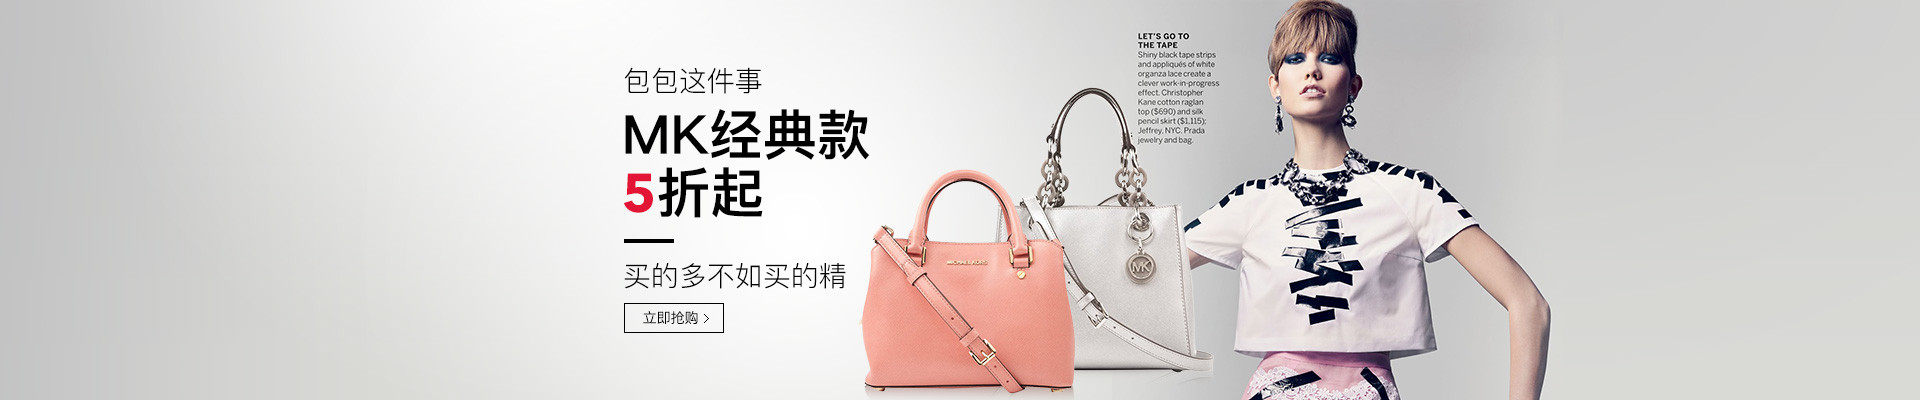 包包这件事
MK经典款
5折起
买的多不如买的精
立即抢购 >
LET'S GO TO
THE TAPE
Shiny black tape strips
and appliqués of white
organza lace create a
clever work-in-progress
effect. Christopher
Kane cotton raglan
top ($690) and silk
pencil skirt ($1,115);
Jeffrey, NYC. Prada
jewelry and bag.
MICHAEL KORS
MK